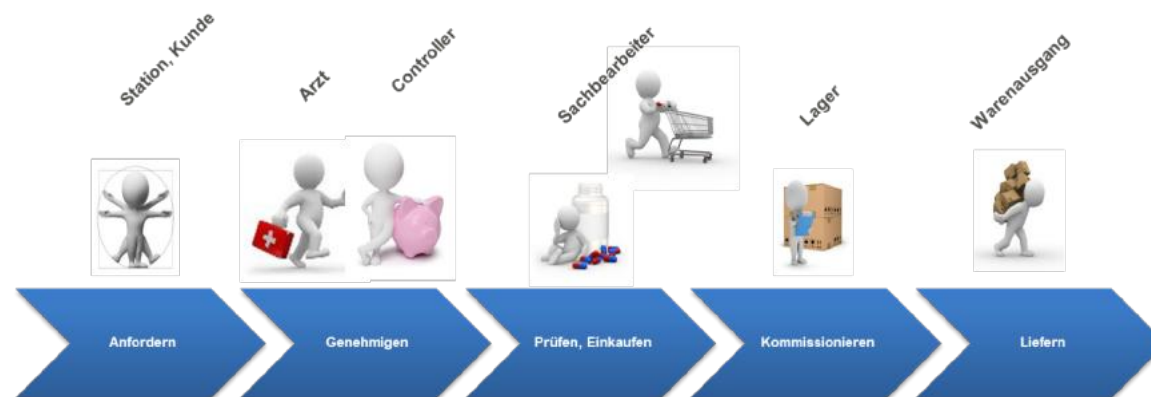 Station, Kunde
Arzt
Controller
Sachbearbeiter
Lager
Warenausgang
Anfordern
Genehmigen
Prüfen, Einkaufen
Kommissionieren
Liefern